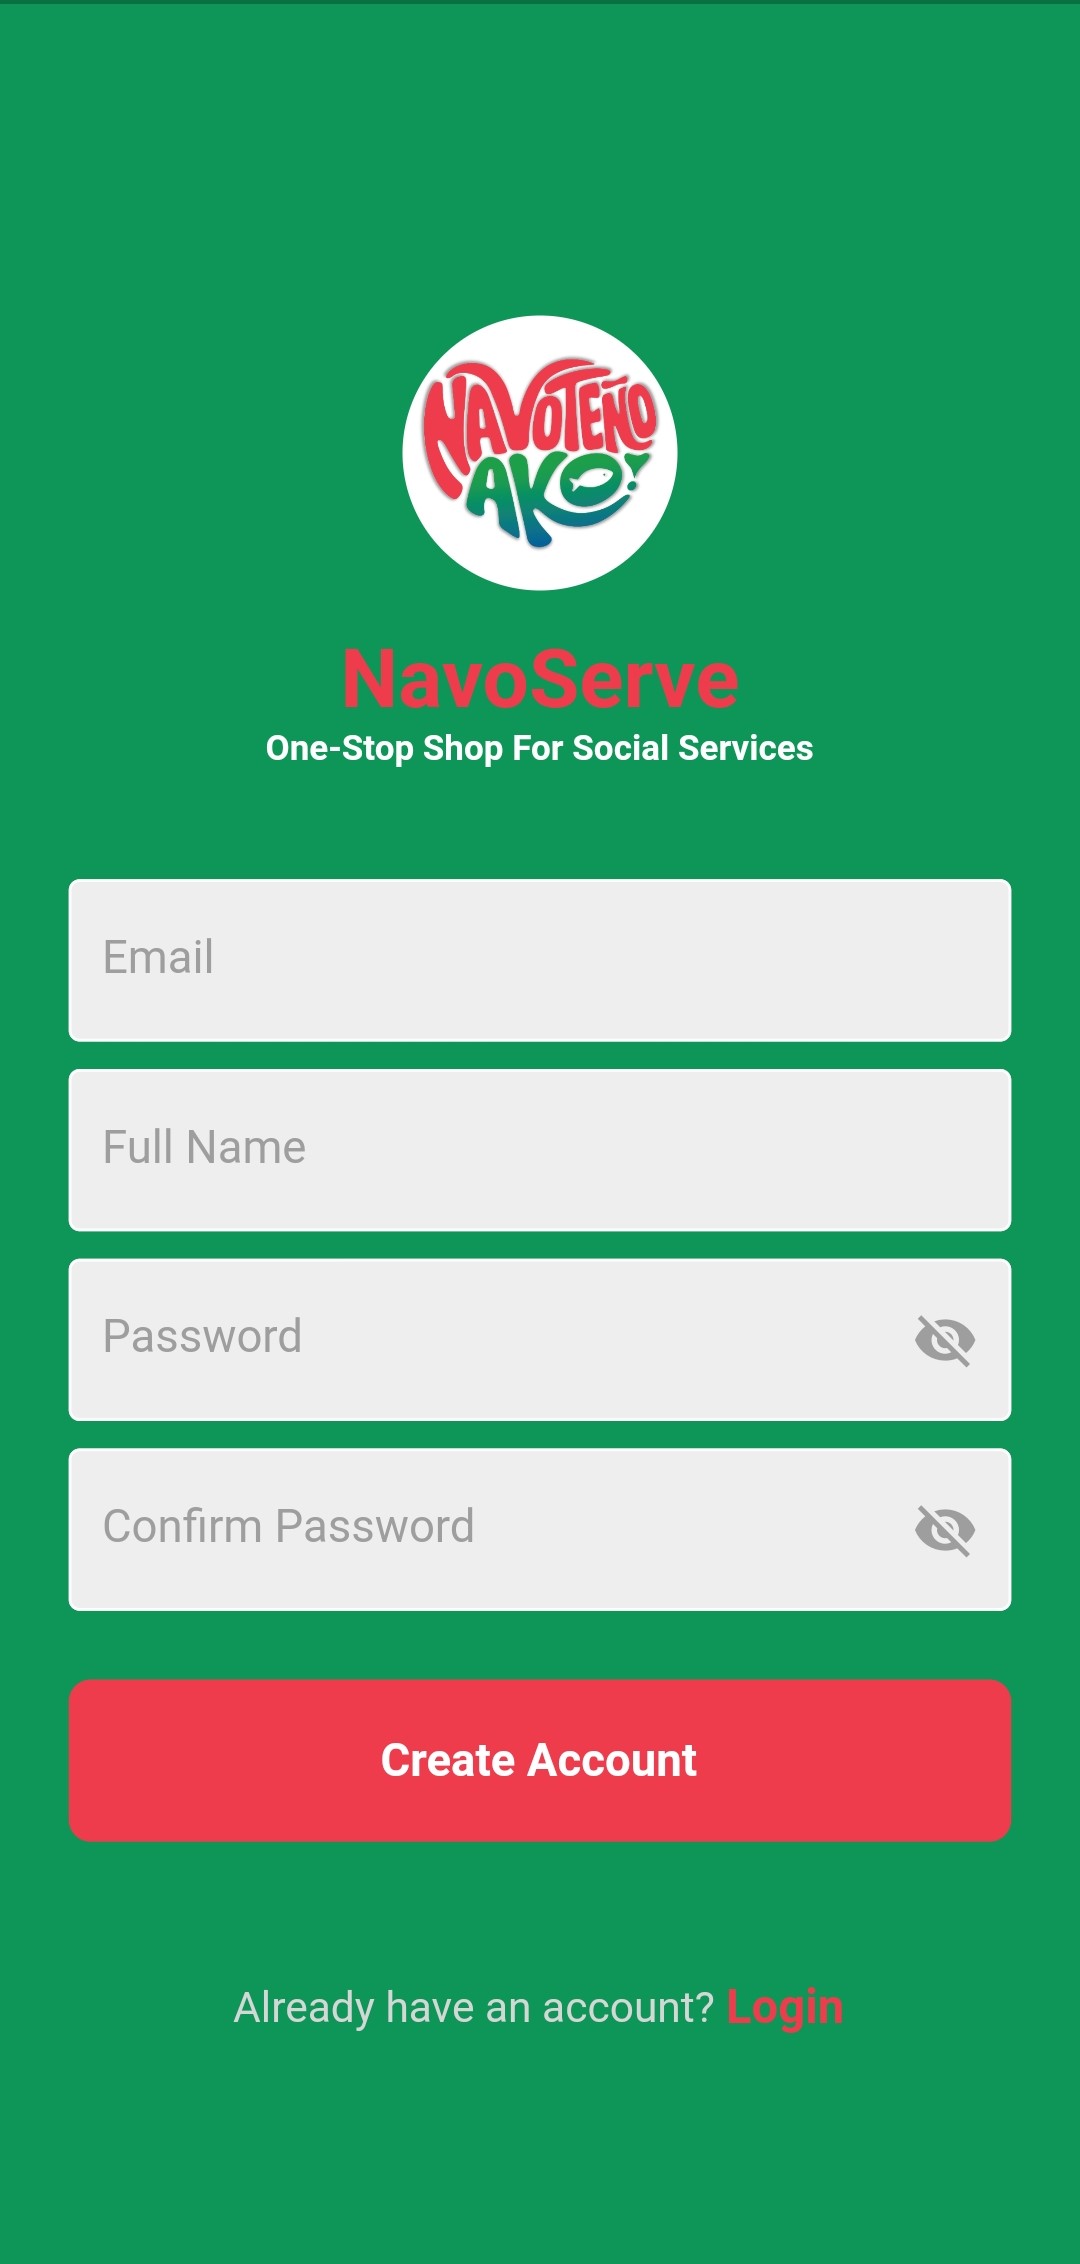 NAVOTEÑO
AKO!
NavoServe
One-Stop Shop For Social Services
Email
Full Name
Password
Confirm Password
Create Account
Already have an account? Login